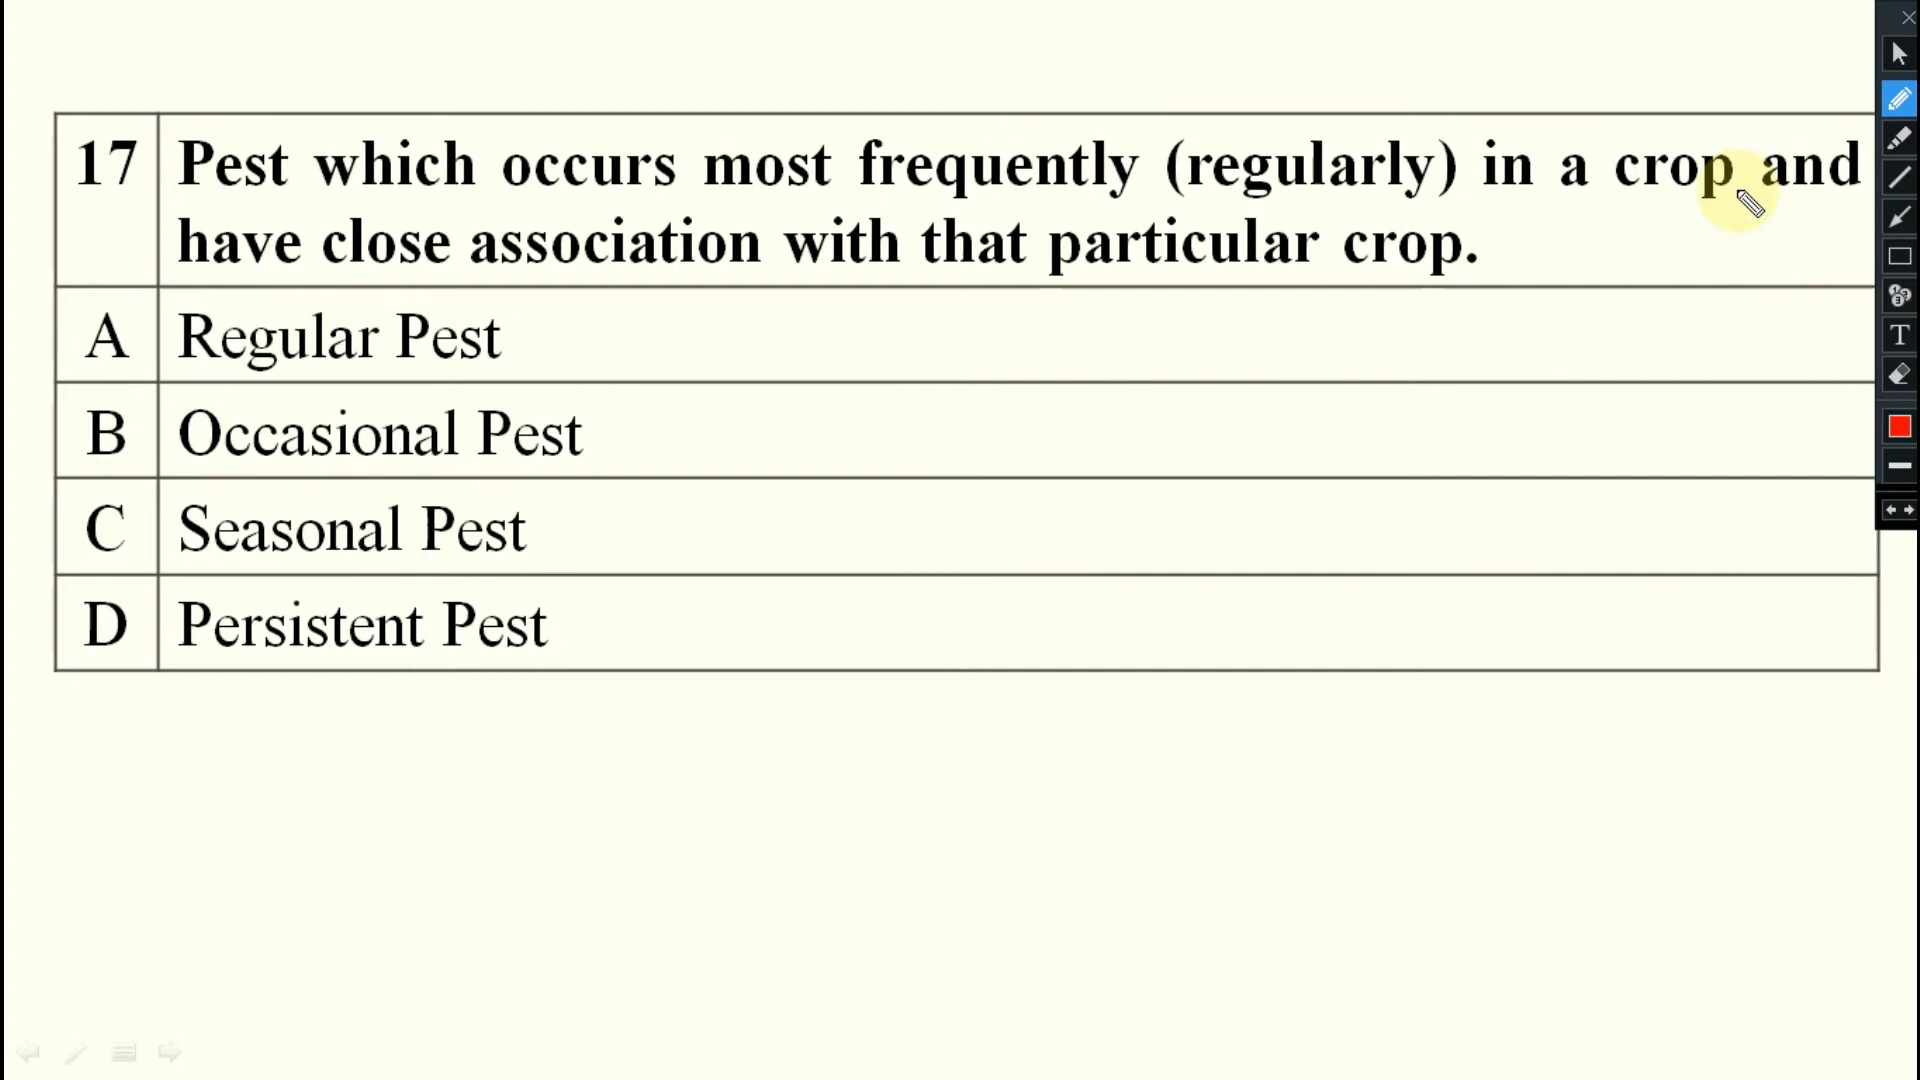 17 Pest which occurs most frequently (regularly) in a crop and
have close association with that particular crop.
A Regular Pest
B Occasional Pest
C Seasonal Pest
D Persistent Pest
T